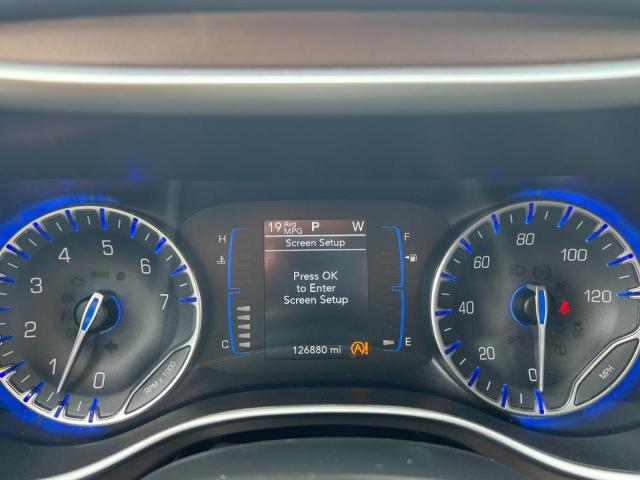 19 Avg MPG P W
Screen Setup
Press OK
to Enter
Screen Setup
126880 mi
H
C
F
E
0
1
2
3
4
5
6
7
RPM x 1000
BRAKE
0
20
40
60
80
100
120
MPH